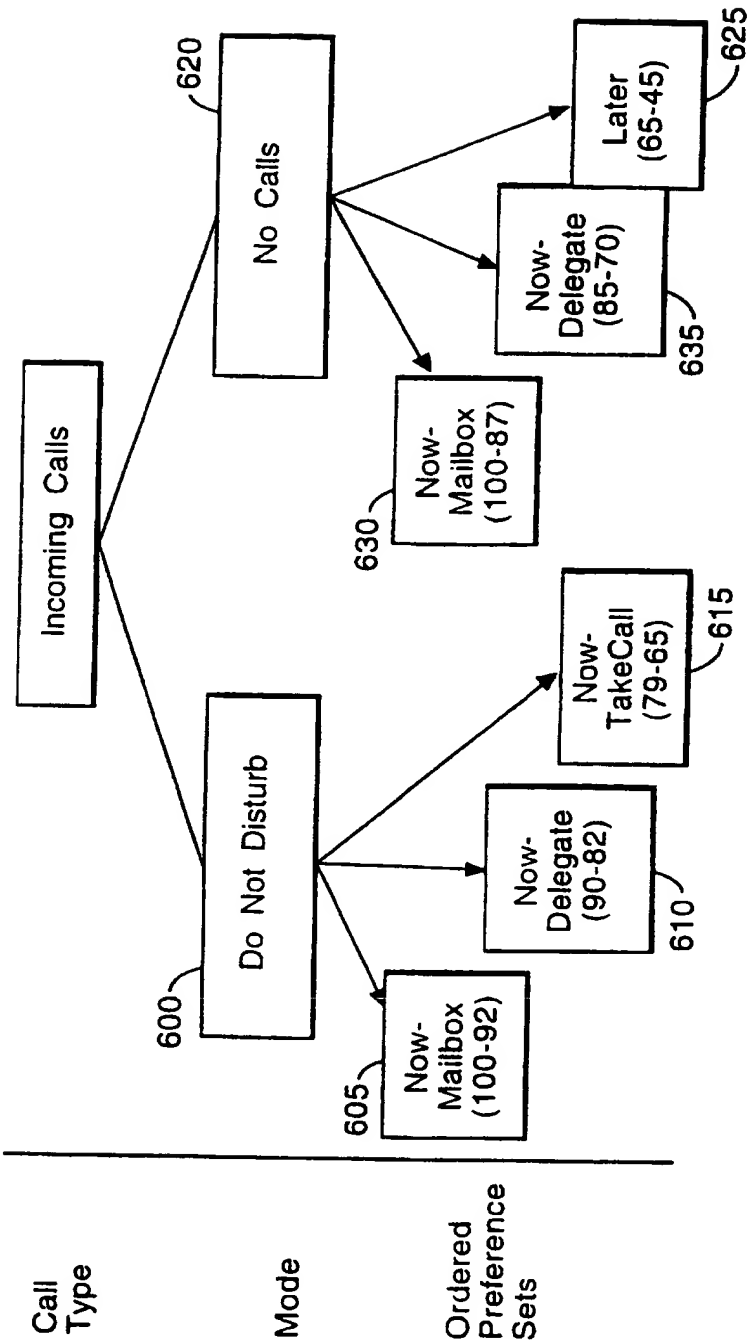 Call
Type
Incoming Calls
Mode
600
Do Not Disturb
620
No Calls
Ordered
Preference
Sets
605
Now-
Mailbox
(100-92)
Now-
Delegate
(90-82)
610
Now-
TakeCall
(79-65)
615
630
Now-
Mailbox
(100-87)
Now-
Delegate
(85-70)
635
Later
(65-45)
625